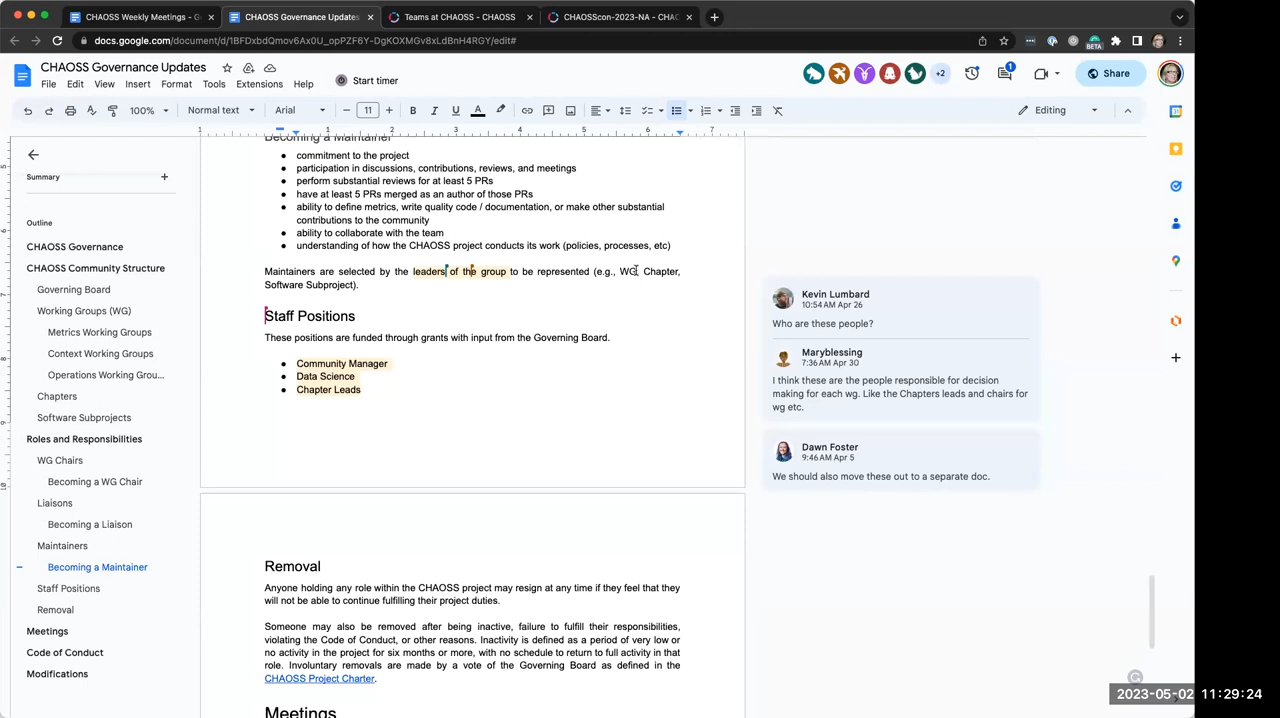 CHAOSS Weekly Meetings - G
CHAOSS Governance Updates
Teams at CHAOSS - CHAOSS
CHAOSScon-2023-NA - CHAO
docs.google.com/document/d/1BFDxbdQmov6Ax0U_opPZF6Y-DgKOXMGv8xLdBnH4RGY/edit#
BETA
CHAOSS Governance Updates
File Edit View Insert Format Tools Extensions Help
Start timer
+2
1
Share
100%
Normal text
Arial
11
B I U A
Editing
1 1 2 3 4 5 6 7
Summary
Outline
CHAOSS Governance
CHAOSS Community Structure
Governing Board
Working Groups (WG)
Metrics Working Groups
Context Working Groups
Operations Working Grou...
Chapters
Software Subprojects
Roles and Responsibilities
WG Chairs
Becoming a WG Chair
Liaisons
Becoming a Liaison
Maintainers
Becoming a Maintainer
Staff Positions
Removal
Meetings
Code of Conduct
Modifications
Becoming a Maintainer
● commitment to the project
● participation in discussions, contributions, reviews, and meetings
● perform substantial reviews for at least 5 PRs
● have at least 5 PRs merged as an author of those PRs
● ability to define metrics, write quality code / documentation, or make other substantial
contributions to the community
● ability to collaborate with the team
● understanding of how the CHAOSS project conducts its work (policies, processes, etc)
Maintainers are selected by the leaders of the group to be represented (e.g., WG, Chapter,
Software Subproject).
Staff Positions
These positions are funded through grants with input from the Governing Board.
● Community Manager
● Data Science
● Chapter Leads
Removal
Anyone holding any role within the CHAOSS project may resign at any time if they feel that they
will not be able to continue fulfilling their project duties.
Someone may also be removed after being inactive, failure to fulfill their responsibilities,
violating the Code of Conduct, or other reasons. Inactivity is defined as a period of very low or
no activity in the project for six months or more, with no schedule to return to full activity in that
role. Involuntary removals are made by a vote of the Governing Board as defined in the
CHAOSS Project Charter.
Meetings
Kevin Lumbard
10:54 AM Apr 26
Who are these people?
Maryblessing
7:36 AM Apr 30
I think these are the people responsible for decision
making for each wg. Like the Chapters leads and chairs for
wg etc.
Dawn Foster
9:46 AM Apr 5
We should also move these out to a separate doc.
2023-05-02 11:29:24